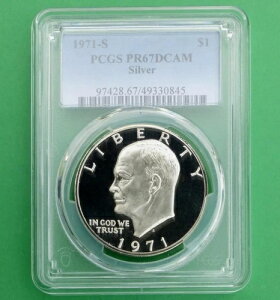 1971-S $1
PCGS PR67DCAM
Silver
97428.67/49330845
LIBERTY
IN GOD WE
TRUST
1971